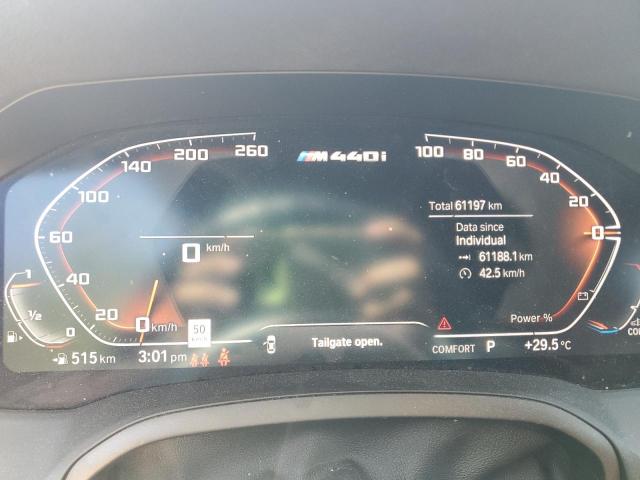 140 200 260
M440i
100 80 60
100
40
Total 61197 km
20
60
0 km/h
Data since
Individual
0
61188.1 km
42.5 km/h
1
40
1/2
20
0
0 km/h
50
Power %
515 km
3:01 pm
Tailgate open.
COMFORT P +29.5°C